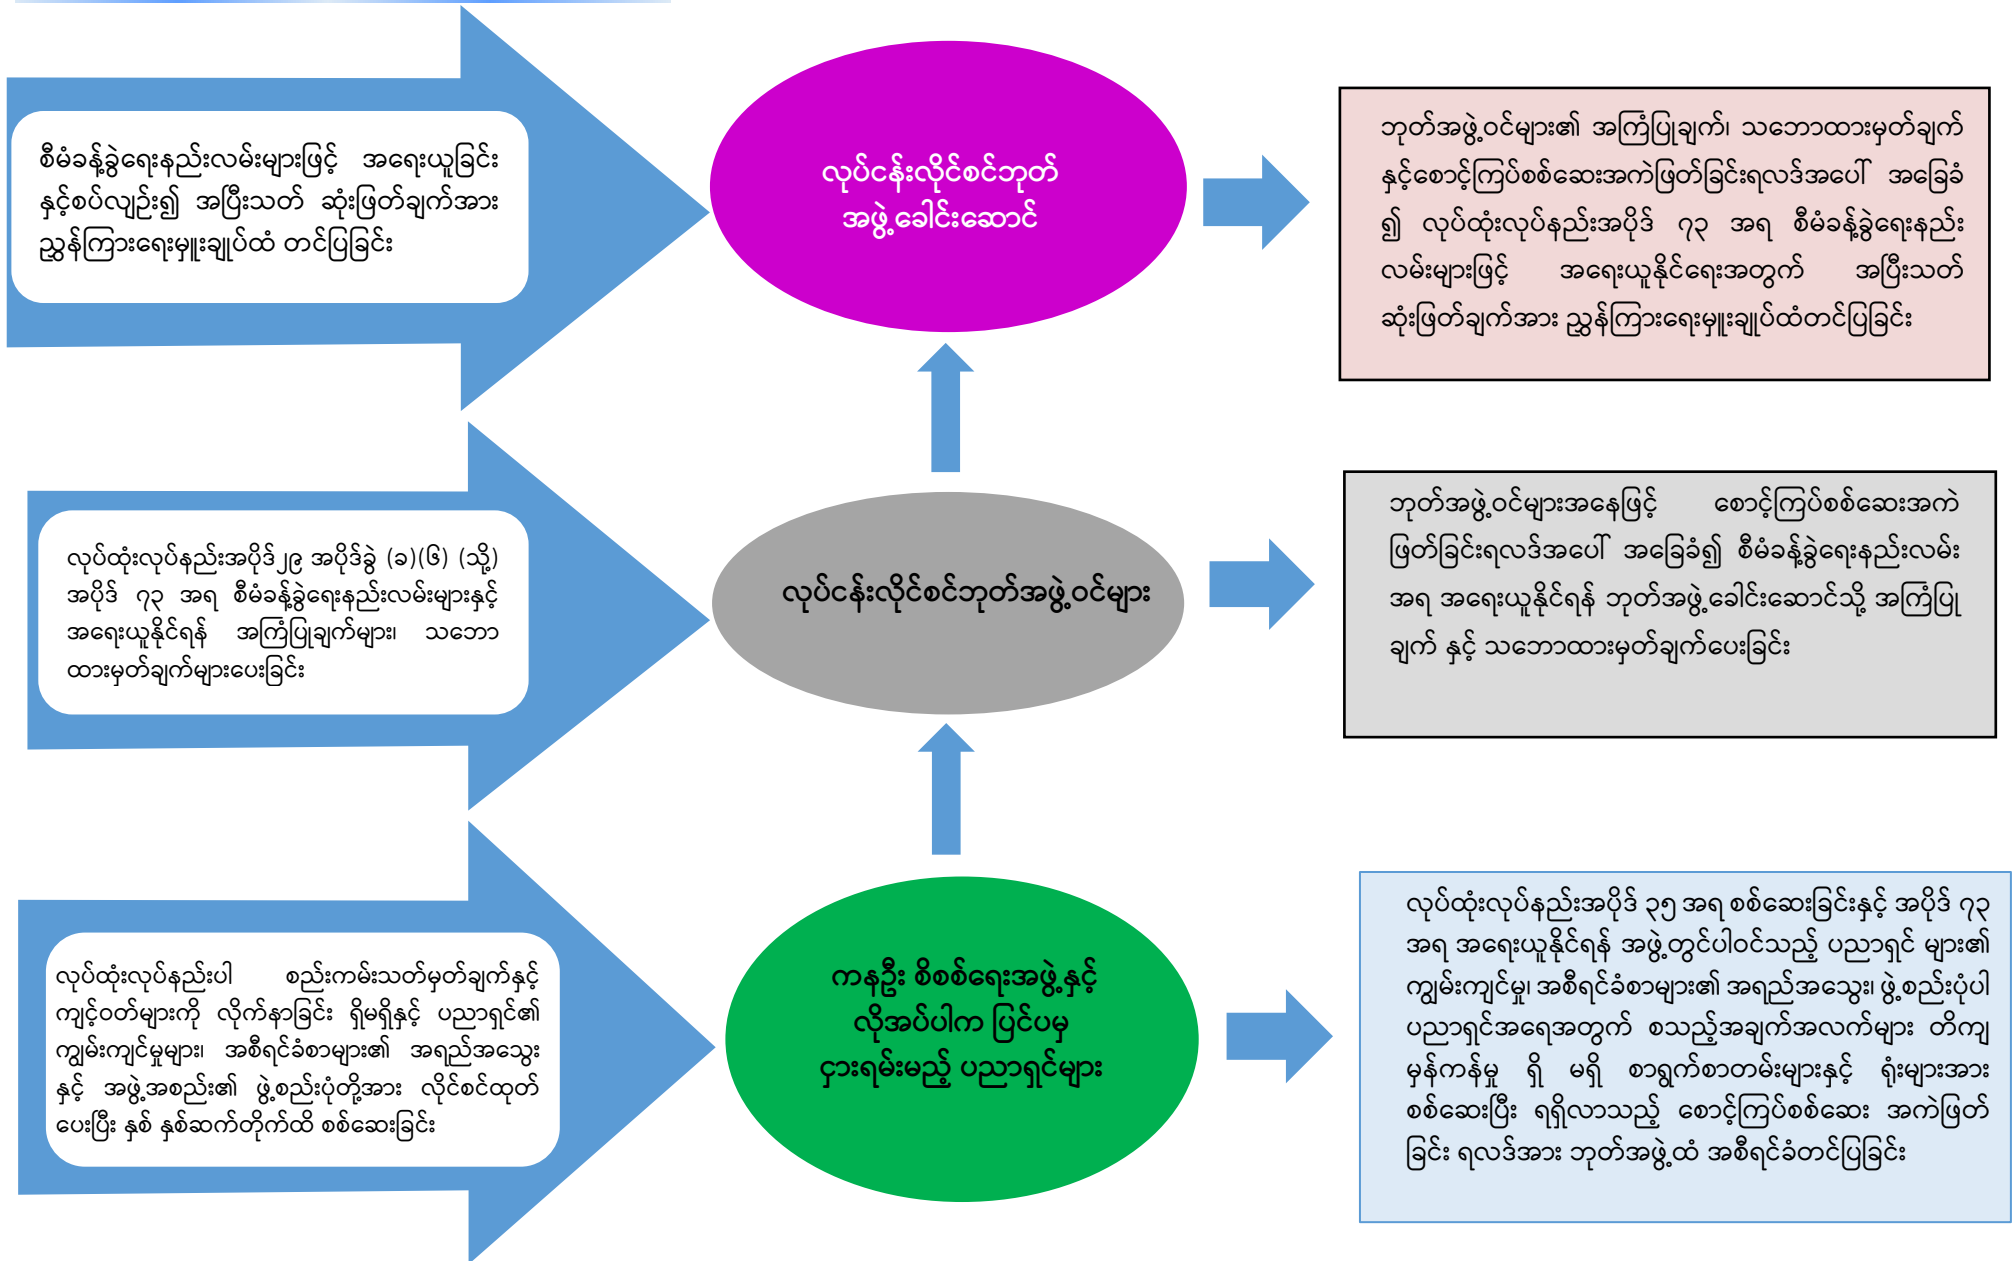 စီမံခန့်ခွဲရေးနည်းလမ်းများဖြင့် အရေးယူခြင်း
နှင့်စပ်လျဉ်း၍ အပြီးသတ် ဆုံးဖြတ်ချက်အား
ညွှန်ကြားရေးမှူးချုပ်ထံ တင်ပြခြင်း
လုပ်ငန်းလိုင်စင်ဘုတ်
အဖွဲ့ခေါင်းဆောင်
ဘုတ်အဖွဲ့ဝင်များ၏ အကြံပြုချက်၊ သဘောထားမှတ်ချက်
နှင့်စောင့်ကြပ်စစ်ဆေးအကဲဖြတ်ခြင်းရလဒ်အပေါ် အခြေခံ
၍ လုပ်ထုံးလုပ်နည်းအပိုဒ် ၇၃ အရ စီမံခန့်ခွဲရေးနည်း
လမ်းများဖြင့် အရေးယူနိုင်ရေးအတွက် အပြီးသတ်
ဆုံးဖြတ်ချက်အား ညွှန်ကြားရေးမှူးချုပ်ထံတင်ပြခြင်း
လုပ်ထုံးလုပ်နည်းအပိုဒ်၂၉ အပိုဒ်ခွဲ (ခ)(၆) (သို့)
အပိုဒ် ၇၃ အရ စီမံခန့်ခွဲရေးနည်းလမ်းများနှင့်
အရေးယူနိုင်ရန် အကြံပြုချက်များ၊ သဘော
ထားမှတ်ချက်များပေးခြင်း
လုပ်ငန်းလိုင်စင်ဘုတ်အဖွဲ့ဝင်များ
ဘုတ်အဖွဲ့ဝင်များအနေဖြင့် စောင့်ကြပ်စစ်ဆေးအကဲ
ဖြတ်ခြင်းရလဒ်အပေါ် အခြေခံ၍ စီမံခန့်ခွဲရေးနည်းလမ်း
အရ အရေးယူနိုင်ရန် ဘုတ်အဖွဲ့ခေါင်းဆောင်သို့ အကြံပြု
ချက် နှင့် သဘောထားမှတ်ချက်ပေးခြင်း
လုပ်ထုံးလုပ်နည်းပါ စည်းကမ်းသတ်မှတ်ချက်နှင့်
ကျင့်ဝတ်များကို လိုက်နာခြင်း ရှိမရှိနှင့် ပညာရှင်၏
ကျွမ်းကျင်မှုများ၊ အစီရင်ခံစာများ၏ အရည်အသွေး
နှင့် အဖွဲ့အစည်း၏ ဖွဲ့စည်းပုံတို့အား လိုင်စင်ထုတ်
ပေးပြီး နှစ် နှစ်ဆက်တိုက်ထိ စစ်ဆေးခြင်း
ကနဦး စိစစ်ရေးအဖွဲ့နှင့်
လိုအပ်ပါက ပြင်ပမှ
ငှားရမ်းမည့် ပညာရှင်များ
လုပ်ထုံးလုပ်နည်းအပိုဒ် ၃၅ အရ စစ်ဆေးခြင်းနှင့် အပိုဒ် ၇၃
အရ အရေးယူနိုင်ရန် အဖွဲ့တွင်ပါဝင်သည့် ပညာရှင် များ၏
ကျွမ်းကျင်မှု၊ အစီရင်ခံစာများ၏ အရည်အသွေး၊ ဖွဲ့စည်းပုံပါ
ပညာရှင်အရေအတွက် စသည့်အချက်အလက်များ တိကျ
မှန်ကန်မှု ရှိ မရှိ စာရွက်စာတမ်းများနှင့် ရုံးများအား
စစ်ဆေးပြီး ရရှိလာသည့် စောင့်ကြပ်စစ်ဆေး အကဲဖြတ်
ခြင်း ရလဒ်အား ဘုတ်အဖွဲ့ထံ အစီရင်ခံတင်ပြခြင်း